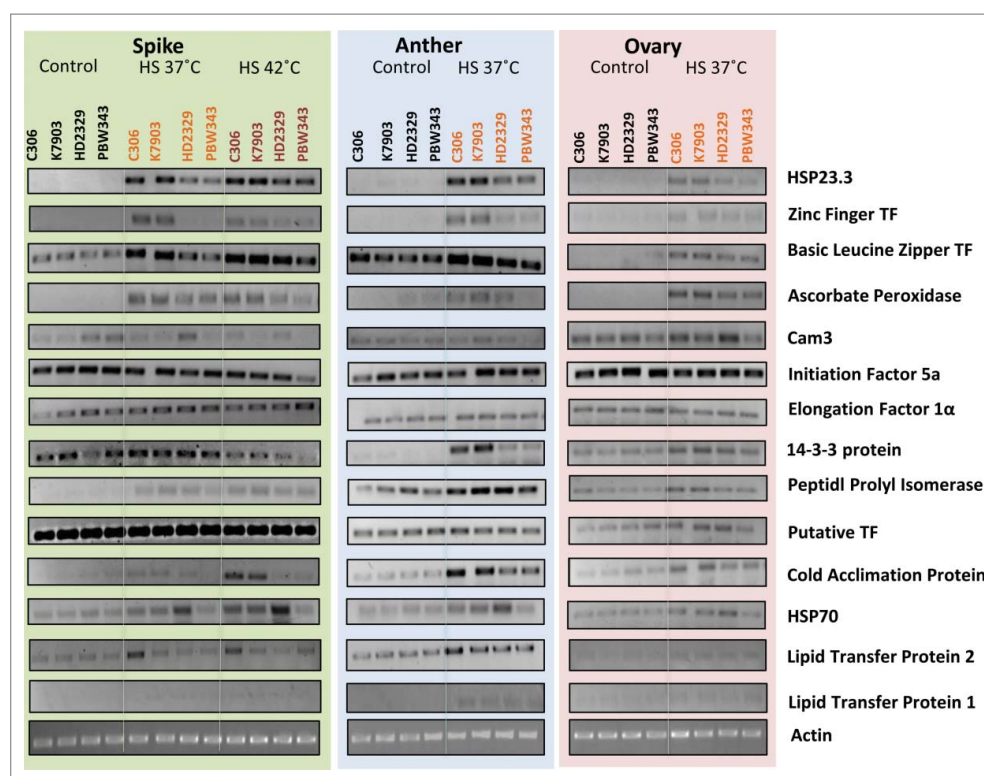 Spike Anther Ovary
Control HS 37˚C HS 42˚C Control HS 37˚C Control HS 37˚C
C306 K7903 HD2329 PBW343 C306 K7903 HD2329 PBW343 C306 K7903 HD2329 PBW343 C306 K7903 HD2329 PBW343 C306 K7903 HD2329 PBW343 C306 K7903 HD2329 PBW343 C306 K7903 HD2329 PBW343
HSP23.3
Zinc Finger TF
Basic Leucine Zipper TF
Ascorbate Peroxidase
Cam3
Initiation Factor 5a
Elongation Factor 1α
14-3-3 protein
Peptidl Prolyl Isomerase
Putative TF
Cold Acclimation Protein
HSP70
Lipid Transfer Protein 2
Lipid Transfer Protein 1
Actin